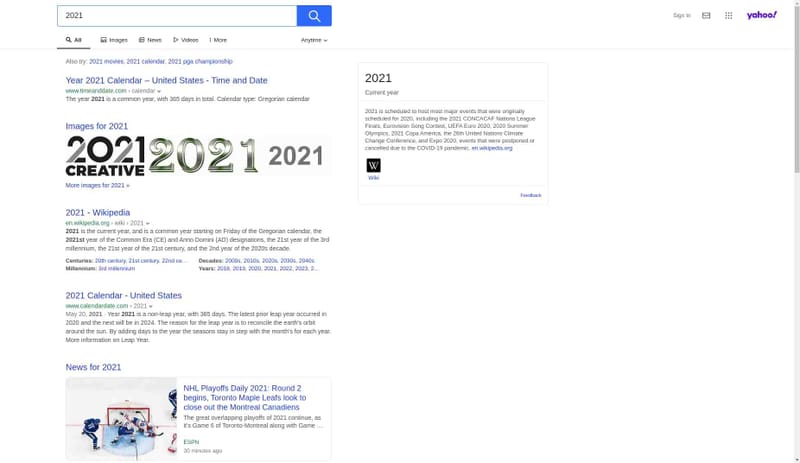 2021
Sign In
yahoo!
All
Images
News
Videos
More
Anytime
Also try: 2021 movies, 2021 calendar, 2021 pga championship
Year 2021 Calendar – United States - Time and Date
www.timeanddate.com › calendar
The year 2021 is a common year, with 365 days in total. Calendar type: Gregorian calendar
Images for 2021
2021
CREATIVE
2021
2021
More images for 2021 »
2021 - Wikipedia
en.wikipedia.org › wiki › 2021
2021 is the current year, and is a common year starting on Friday of the Gregorian calendar, the
2021st year of the Common Era (CE) and Anno Domini (AD) designations, the 21st year of the 3rd
millennium, the 21st year of the 21st century, and the 2nd year of the 2020s decade.
Centuries: 20th century, 21st century, 22nd ce...
Decades: 2000s, 2010s, 2020s, 2030s, 2040s.
Millennium: 3rd millennium
Years: 2018, 2019, 2020, 2021, 2022, 2023, 2...
2021 Calendar - United States
www.calendardate.com › 2021
May 20, 2021 · Year 2021 is a non-leap year, with 365 days. The latest prior leap year occurred in
2020 and the next will be in 2024. The reason for the leap year is to reconcile the earth's orbit
around the sun. By adding days to the year the seasons stay in step with the month's for each year.
More information on Leap Year.
News for 2021
NHL Playoffs Daily 2021: Round 2
begins, Toronto Maple Leafs look to
close out the Montreal Canadiens
The great overlapping playoffs of 2021 continue, as
it's Game 6 of Toronto-Montreal along with Game ...
ESPN
30 minutes ago
2021
Current year
2021 is scheduled to host most major events that were originally
scheduled for 2020, including the 2021 CONCACAF Nations League
Finals, Eurovision Song Contest, UEFA Euro 2020, 2020 Summer
Olympics, 2021 Copa America, the 26th United Nations Climate
Change Conference, and Expo 2020, events that were postponed or
cancelled due to the COVID-19 pandemic. en.wikipedia.org
W
Wiki
Feedback